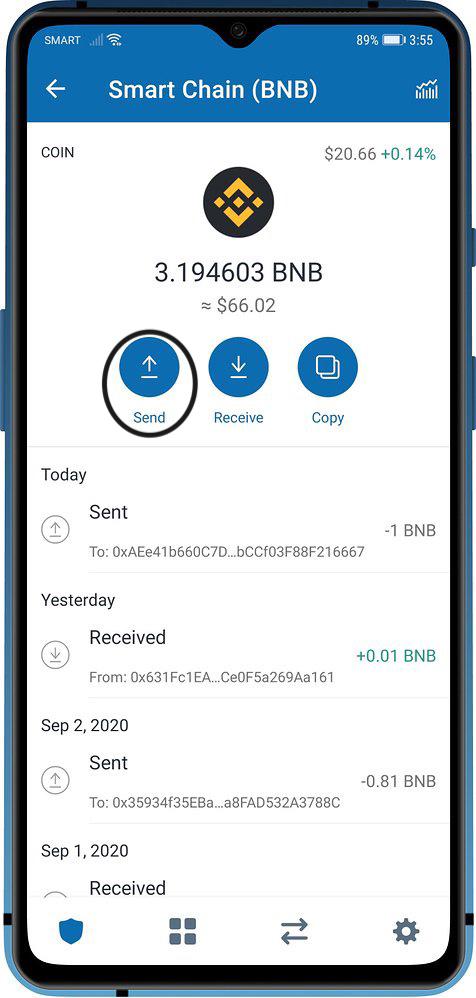 SMART 89% 3:55
Smart Chain (BNB)
COIN $20.66 +0.14%
3.194603 BNB
≈ $66.02
Send Receive Copy
Today
Sent
-1 BNB
To: 0xAEe41b660C7D...bCCf03F88F216667
Yesterday
Received
+0.01 BNB
From: 0x631Fc1EA...Ce0F5a269Aa161
Sep 2, 2020
Sent
-0.81 BNB
To: 0x35934f35EBa...a8FAD532A3788C
Sep 1, 2020
Received